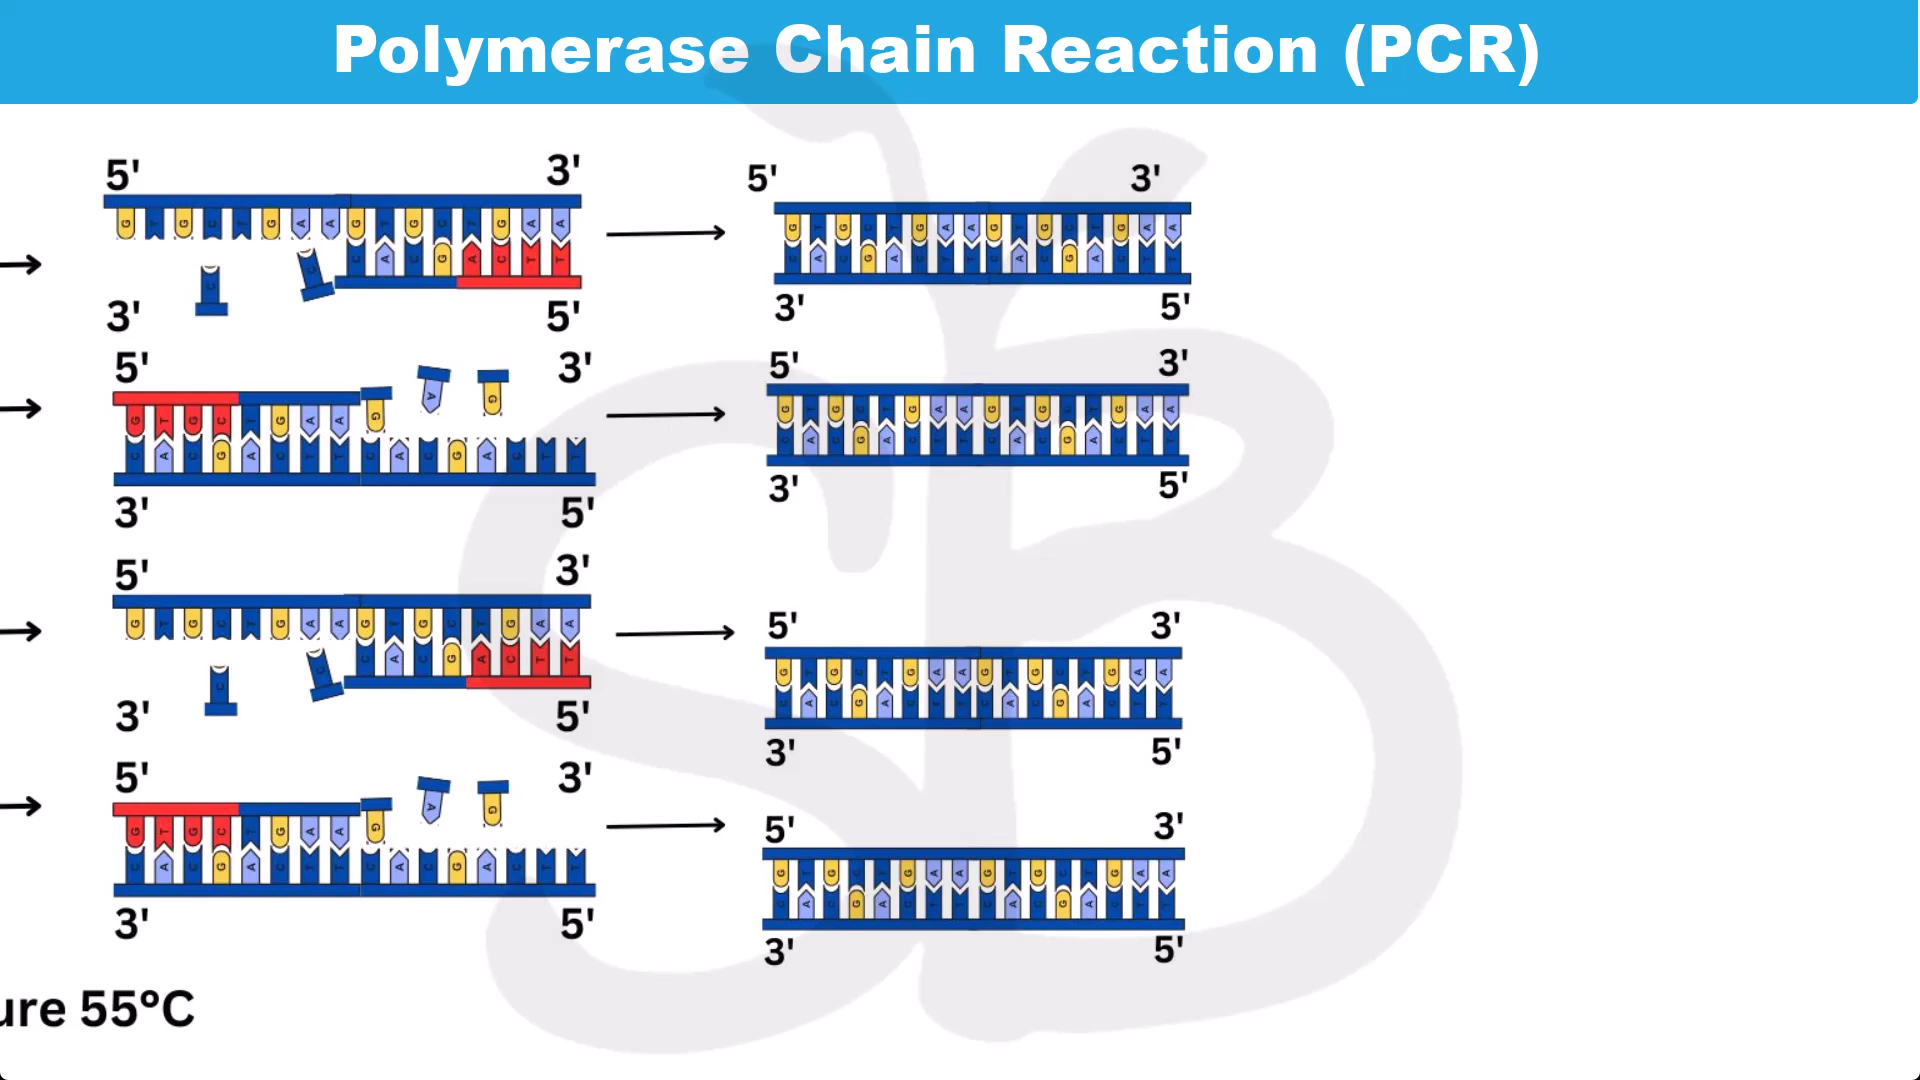 Polymerase Chain Reaction (PCR)
5' 3'
G T G C T G A A G T G C T G A A
C A C G A C T T
C C
3' 5'
5' 3'
G T G C T G A A G A G
C A C G A C T T C A C G A C T T
3' 5'
5' 3'
G T G C T G A A G T G C T G A A
C A C G A C T T
C C
3' 5'
5' 3'
G T G C T G A A G A G
C A C G A C T T C A C G A C T T
3' 5'
ure 55°C
5' 3'
G T G C T G A A G T G C T G A A
C A C G A C T T C A C G A C T T
3' 5'
5' 3'
G T G C T G A A G T G C T G A A
C A C G A C T T C A C G A C T T
3' 5'
5' 3'
G T G C T G A A G T G C T G A A
C A C G A C T T C A C G A C T T
3' 5'
5' 3'
G T G C T G A A G T G C T G A A
C A C G A C T T C A C G A C T T
3' 5'
SB